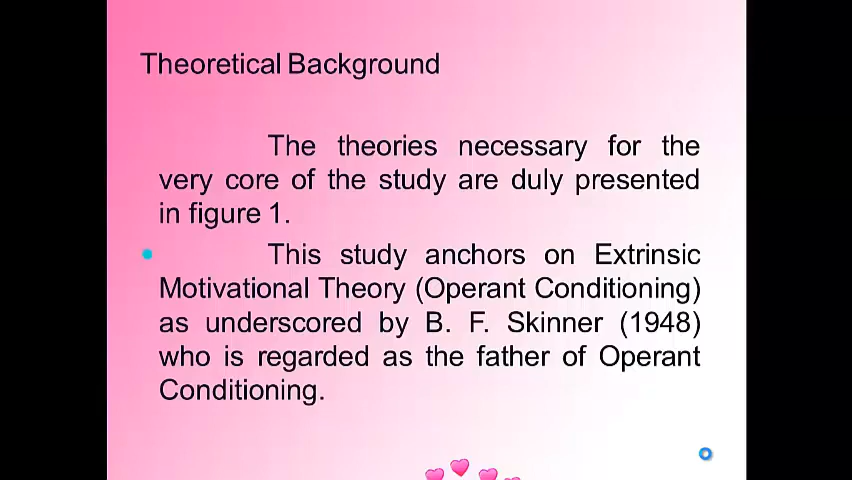 Theoretical Background
The theories necessary for the
very core of the study are duly presented
in figure 1.
This study anchors on Extrinsic
Motivational Theory (Operant Conditioning)
as underscored by B. F. Skinner (1948)
who is regarded as the father of Operant
Conditioning.